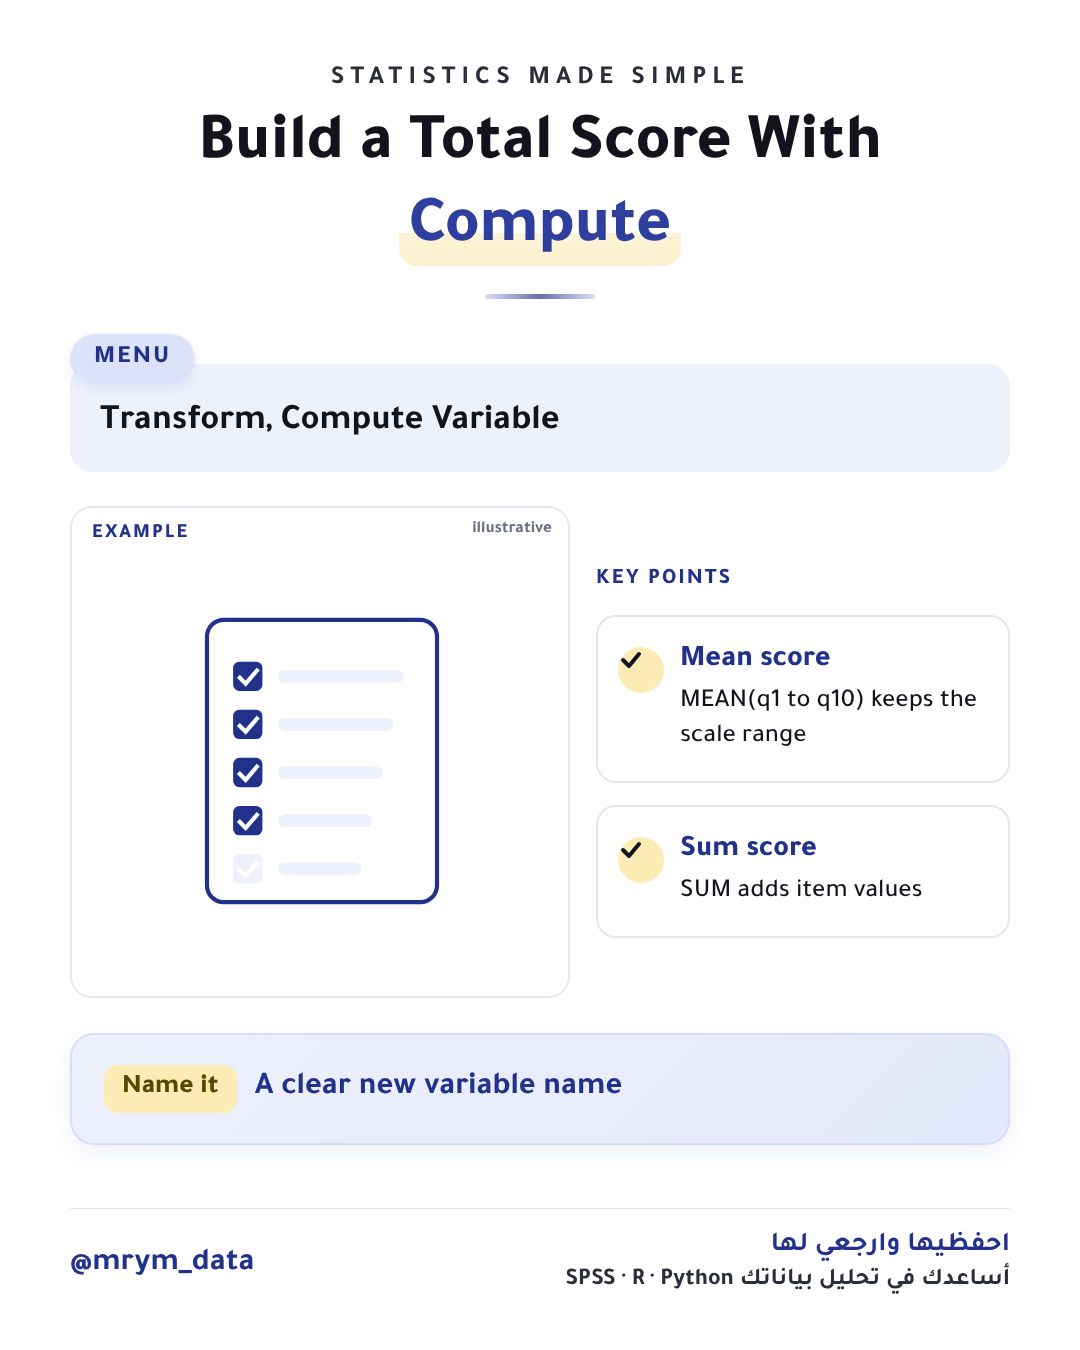 STATISTICS MADE SIMPLE
Build a Total Score With
Compute
MENU
Transform, Compute Variable
EXAMPLE
illustrative
KEY POINTS
Mean score
MEAN(q1 to q10) keeps the
scale range
Sum score
SUM adds item values
Name it
A clear new variable name
@mrym_data
احفظيها وارجعي لها
أساعدك في تحليل بياناتك SPSS · R · Python